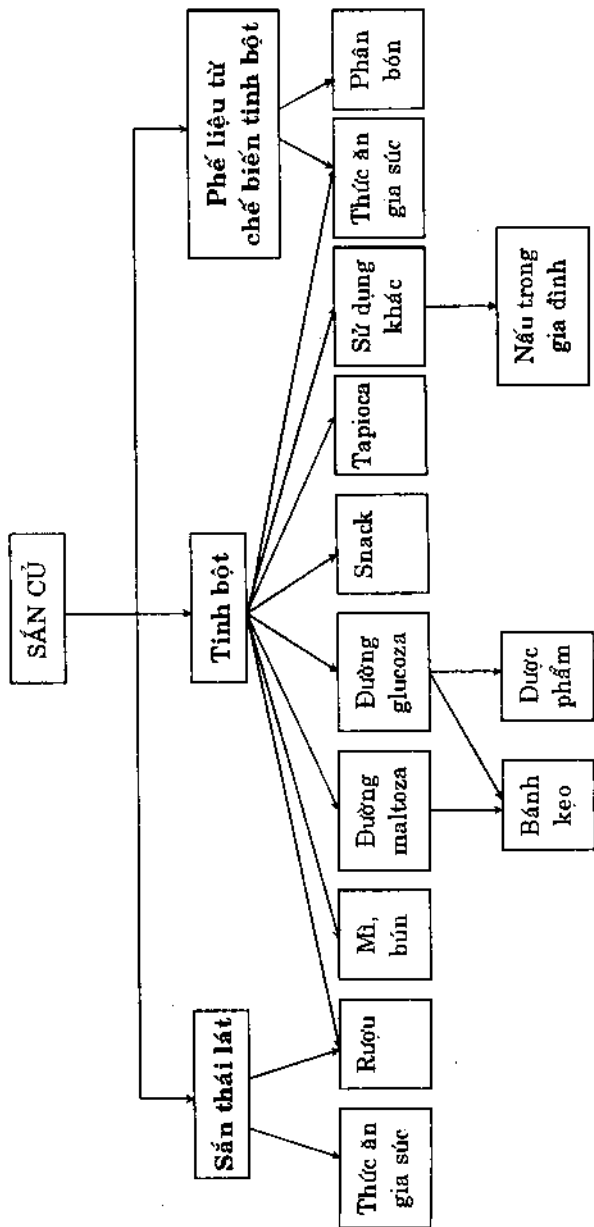 SẮN CỦ
Sắn thái lát
Tinh bột
Phế liệu từ
chế biến tinh bột
Thức ăn
gia súc
Rượu
Mì,
bún
Đường
maltoza
Đường
glucoza
Snack
Tapioca
Sử dụng
khác
Thức ăn
gia súc
Phân
bón
Bánh
kẹo
Dược
phẩm
Nấu trong
gia đình